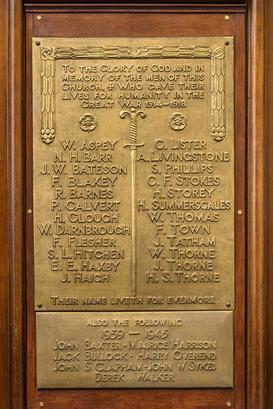 TO THE GLORY OF GOD AND IN
MEMORY OF THE MEN OF THIS
CHURCH, ✠ WHO GAVE THEIR
LIVES FOR HUMANITY IN THE
GREAT WAR 1914-1918
W. ASPEY
N. H. BARR
J. W. BATESON
F. BLAKEY
R. BARNES
P. CALVERT
H. CLOUGH
W. DARNBROUGH
F. FLESHER
S. L. HITCHEN
E. E. HAXBY
J. HAIGH
G. LISTER
A. LIVINGSTONE
S. PHILLIPS
C. F. STOKES
H. STOREY
H. SUMMERSCALES
W. THOMAS
F. TOWN
J. TATHAM
W. THORNE
J. THORNE
H. S. THORNE
THEIR NAME LIVETH FOR EVERMORE
ALSO THE FOLLOWING
1939 — 1945
JOHN BAXTER - MAURICE HARRISON
JACK BULLOCK - HARRY OVEREND
JOHN S CLAPHAM - JOHN W SYKES
DEREK WALKER